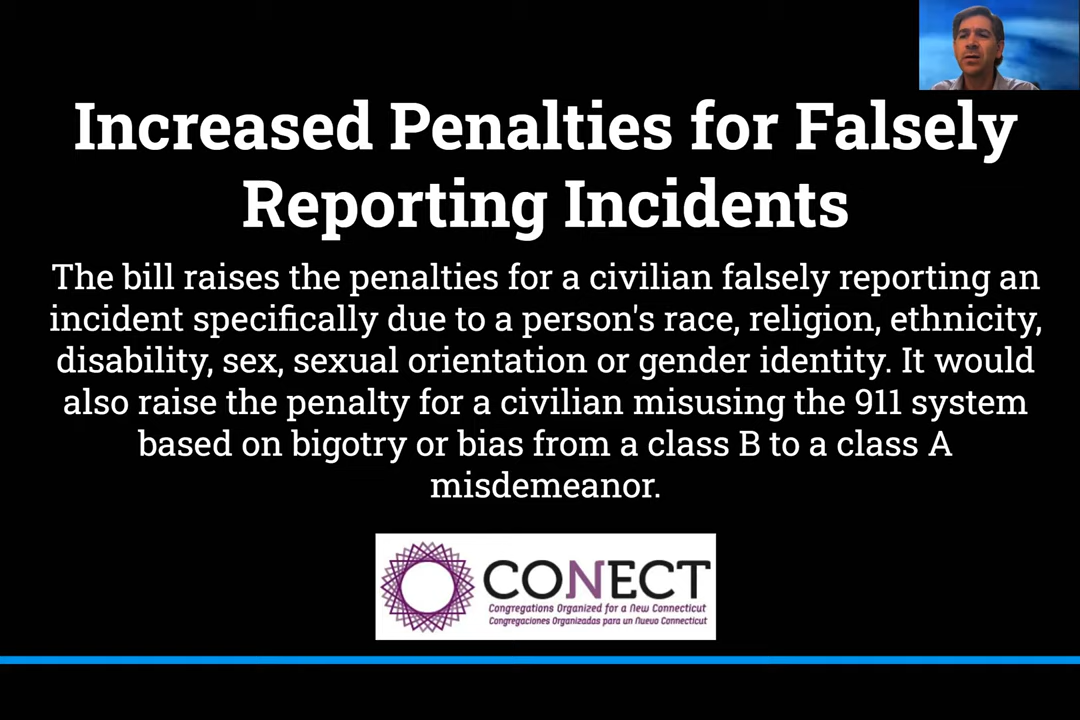 Increased Penalties for Falsely
Reporting Incidents
The bill raises the penalties for a civilian falsely reporting an
incident specifically due to a person's race, religion, ethnicity,
disability, sex, sexual orientation or gender identity. It would
also raise the penalty for a civilian misusing the 911 system
based on bigotry or bias from a class B to a class A
misdemeanor.
CONECT
Congregations Organized for a New Connecticut
Congregaciones Organizadas para un Nuevo Connecticut